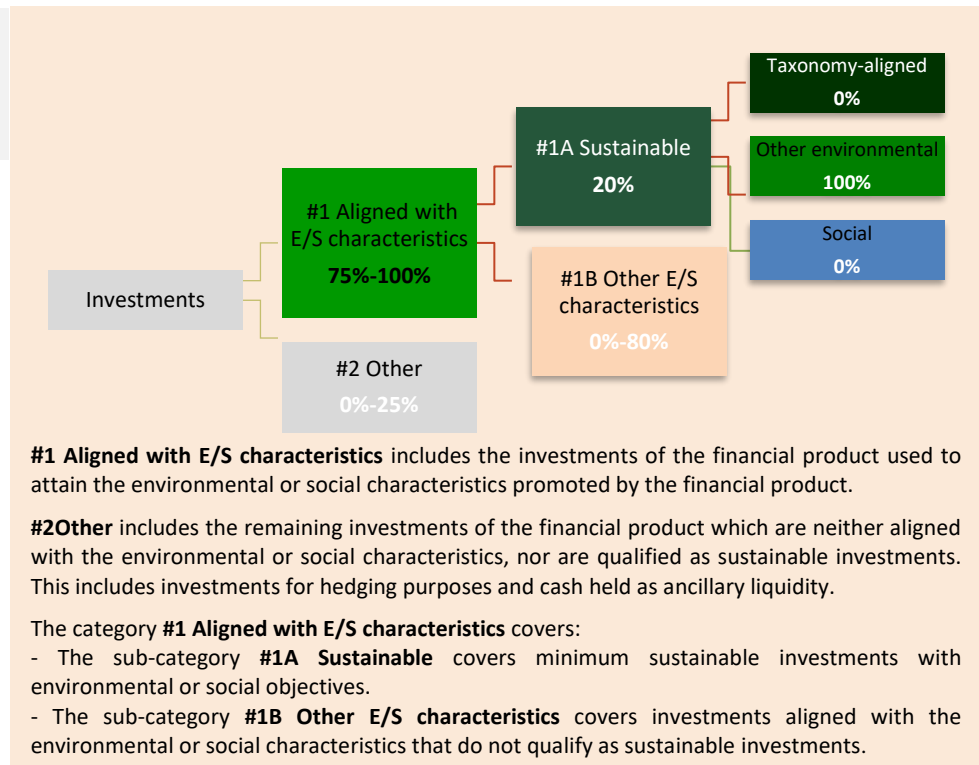 Taxonomy-aligned
0%
#1A Sustainable
20%
Other environmental
100%
#1 Aligned with
E/S characteristics
75%-100%
Social
0%
Investments
#1B Other E/S
characteristics
0%-80%
#2 Other
0%-25%
#1 Aligned with E/S characteristics includes the investments of the financial product used to
attain the environmental or social characteristics promoted by the financial product.
#2Other includes the remaining investments of the financial product which are neither aligned
with the environmental or social characteristics, nor are qualified as sustainable investments.
This includes investments for hedging purposes and cash held as ancillary liquidity.
The category #1 Aligned with E/S characteristics covers:
- The sub-category #1A Sustainable covers minimum sustainable investments with
environmental or social objectives.
- The sub-category #1B Other E/S characteristics covers investments aligned with the
environmental or social characteristics that do not qualify as sustainable investments.